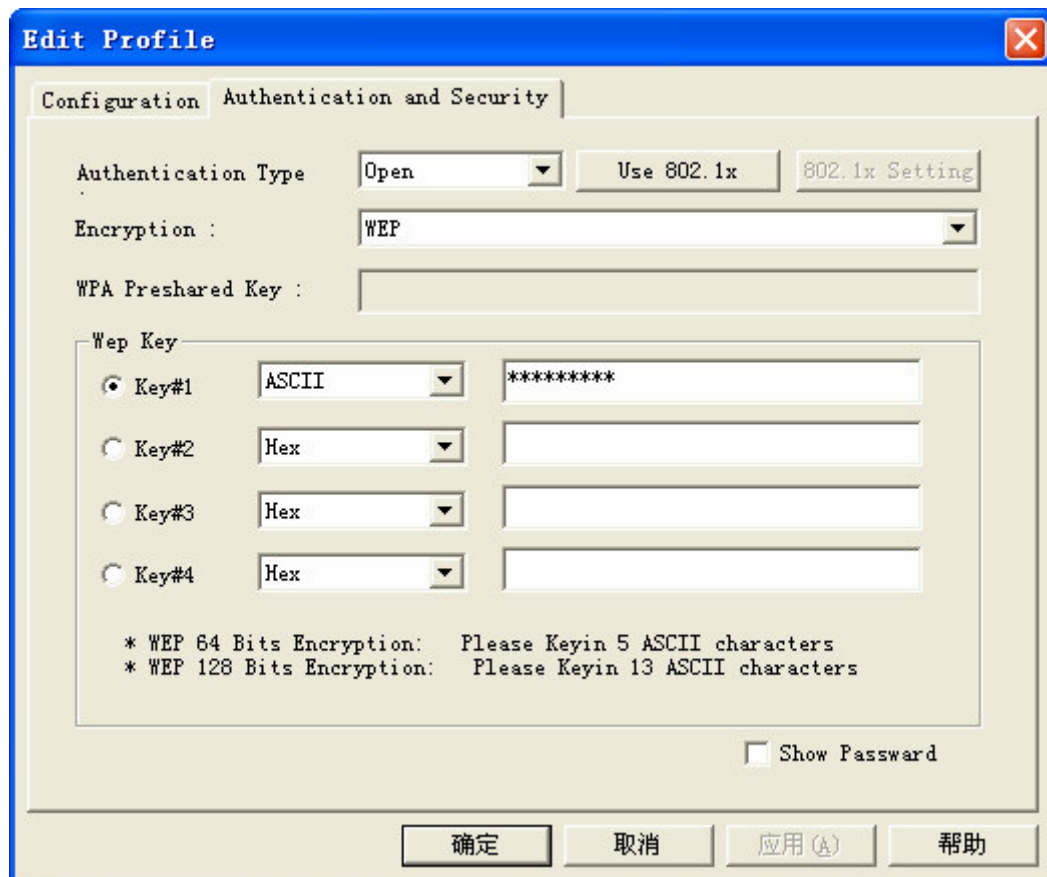 Edit Profile
Configuration Authentication and Security
Authentication Type Open Use 802.1x 802.1x Setting
:
Encryption : WEP
WPA Preshared Key :
Wep Key
Key#1 ASCII *********
Key#2 Hex
Key#3 Hex
Key#4 Hex
* WEP 64 Bits Encryption: Please Keyin 5 ASCII characters
* WEP 128 Bits Encryption: Please Keyin 13 ASCII characters
Show Passward
确定 取消 应用(A) 帮助